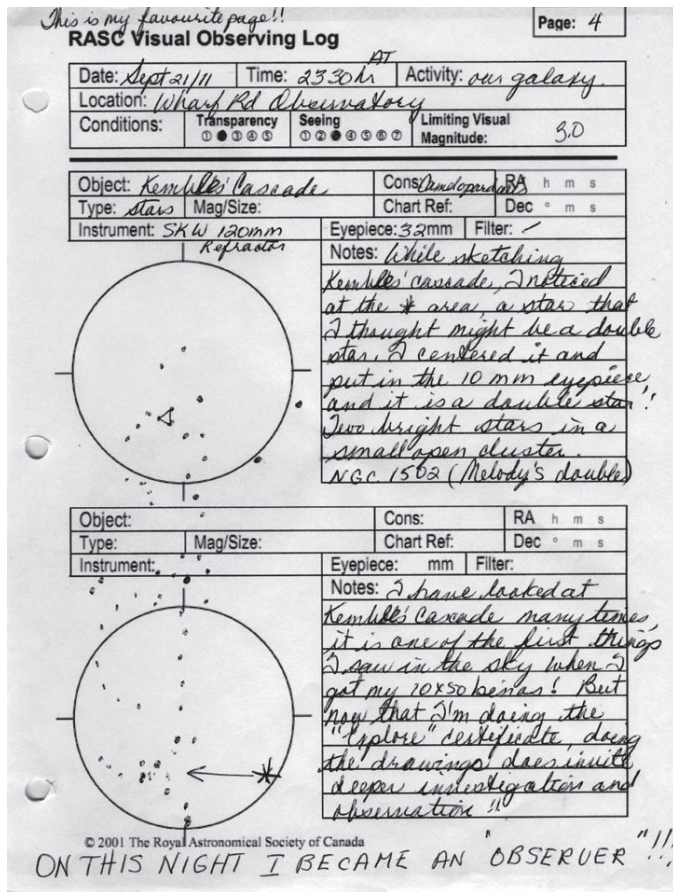 This is my favourite page!!
Page: 4
RASC Visual Observing Log
Date: Sept 21/11 Time: 2330hr AT Activity: our galaxy.
Location: Wharf Rd Observatory
Conditions: Transparency Seeing Limiting Visual Magnitude: 3.0
① ● ③ ④ ⑤ ① ② ● ④ ⑤ ⑥ ⑦
Object: Kemble's Cascade Cons: Camelopardalis RA h m s
Type: stars Mag/Size: Chart Ref: Dec ° m s
Instrument: SKW 120mm Eyepiece: 32mm Filter: /
Refractor
Notes: While sketching
Kembles' cascade, I noticed
at the * area, a star that
I thought might be a double
star. I centered it and
put in the 10 mm eyepiece,
and it is a double star!
Two bright stars in a
small open cluster.
NGC 1502 (Melody's double)
Object: Cons: RA h m s
Type: Mag/Size: Chart Ref: Dec ° m s
Instrument: Eyepiece: mm Filter:
Notes: I have looked at
Kemble's Cascade many times,
it is one of the first things
I saw in the sky when I
got my 10x50 binos! But
now that I'm doing the
"Explore" certificate, doing
the drawings does invite
deeper investigation and
observation !!
© 2001 The Royal Astronomical Society of Canada
ON THIS NIGHT I BECAME AN "OBSERVER"!!!